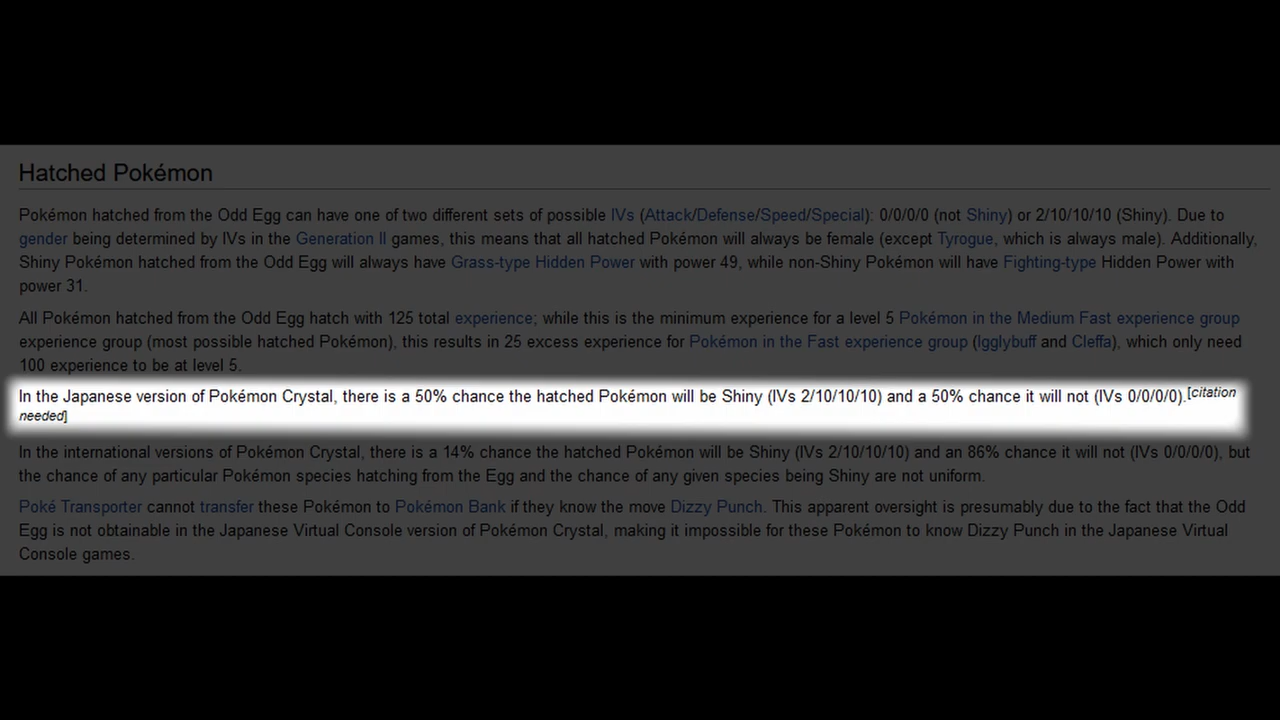 Hatched Pokémon
Pokémon hatched from the Odd Egg can have one of two different sets of possible IVs (Attack/Defense/Speed/Special): 0/0/0/0 (not Shiny) or 2/10/10/10 (Shiny). Due to
gender being determined by IVs in the Generation II games, this means that all hatched Pokémon will always be female (except Tyrogue, which is always male). Additionally,
Shiny Pokémon hatched from the Odd Egg will always have Grass-type Hidden Power with power 49, while non-Shiny Pokémon will have Fighting-type Hidden Power with
power 31.
All Pokémon hatched from the Odd Egg hatch with 125 total experience; while this is the minimum experience for a level 5 Pokémon in the Medium Fast experience group
experience group (most possible hatched Pokémon), this results in 25 excess experience for Pokémon in the Fast experience group (Igglybuff and Cleffa), which only need
100 experience to be at level 5.
In the Japanese version of Pokémon Crystal, there is a 50% chance the hatched Pokémon will be Shiny (IVs 2/10/10/10) and a 50% chance it will not (IVs 0/0/0/0).[citation
needed]
In the international versions of Pokémon Crystal, there is a 14% chance the hatched Pokémon will be Shiny (IVs 2/10/10/10) and an 86% chance it will not (IVs 0/0/0/0), but
the chance of any particular Pokémon species hatching from the Egg and the chance of any given species being Shiny are not uniform.
Poké Transporter cannot transfer these Pokémon to Pokémon Bank if they know the move Dizzy Punch. This apparent oversight is presumably due to the fact that the Odd
Egg is not obtainable in the Japanese Virtual Console version of Pokémon Crystal, making it impossible for these Pokémon to know Dizzy Punch in the Japanese Virtual
Console games.